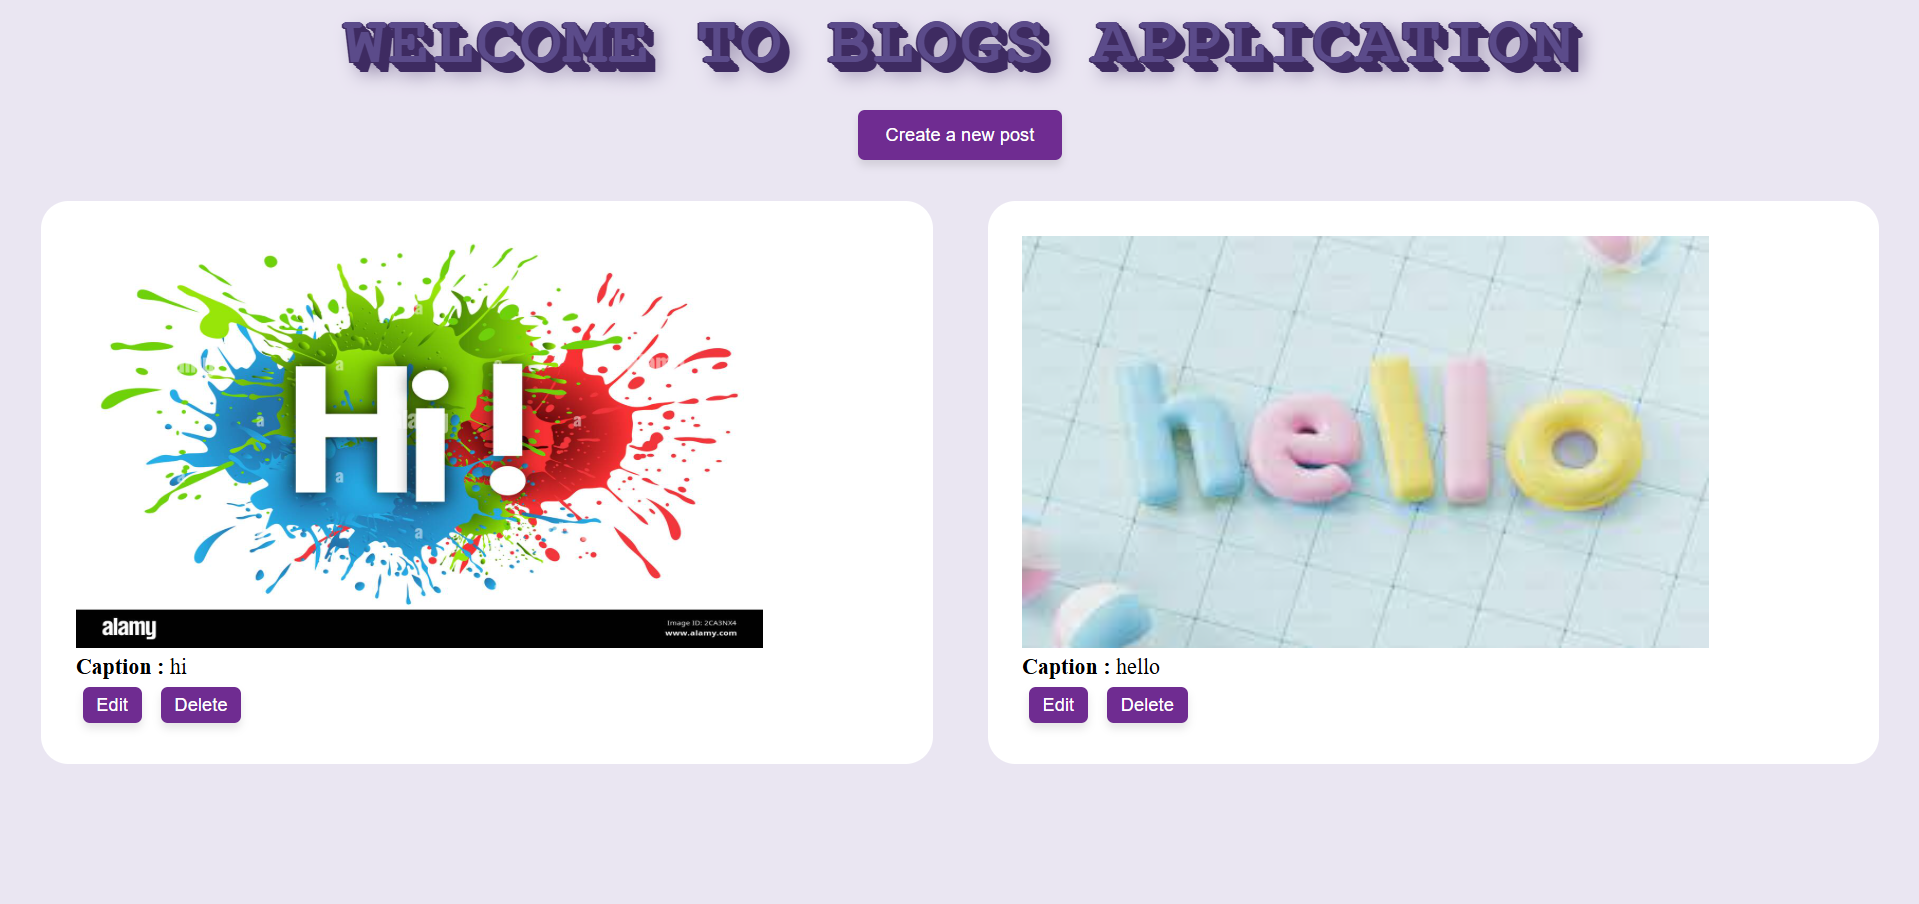 WELCOME TO BLOGS APPLICATION
Create a new post
Hi!
a
a
a
a
a
a
a
alamy
Image ID: 2CA3NX4
www.alamy.com
Caption : hi
Edit Delete
hello
Caption : hello
Edit Delete